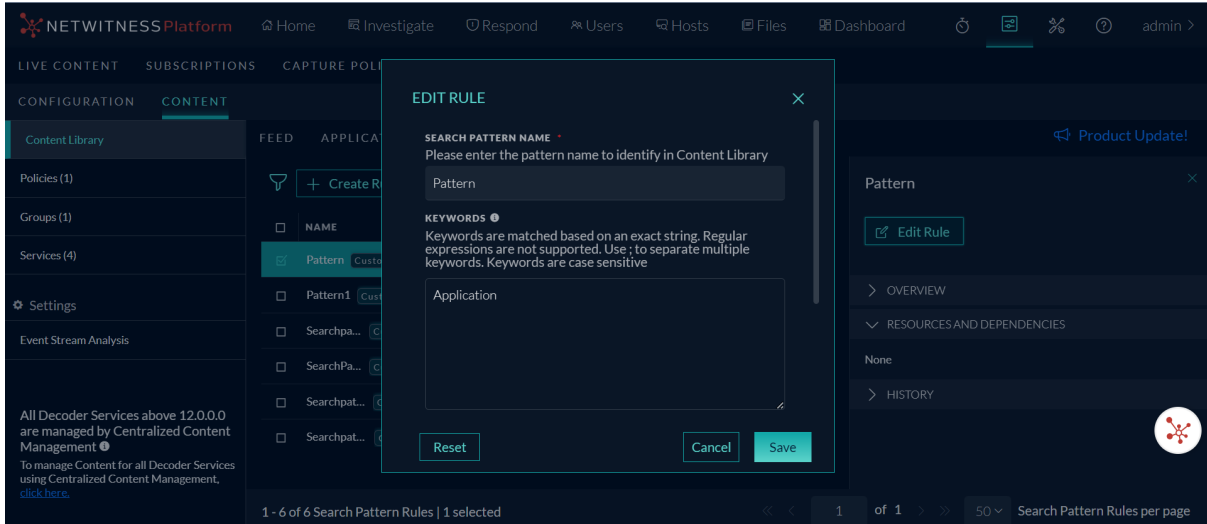 NETWITNESS Platform
Home
Investigate
Respond
Users
Hosts
Files
Dashboard
admin >
LIVE CONTENT
SUBSCRIPTIONS
CAPTURE POLI
CONFIGURATION
CONTENT
Content Library
Policies (1)
Groups (1)
Services (4)
Settings
Event Stream Analysis
All Decoder Services above 12.0.0.0
are managed by Centralized Content
Management
To manage Content for all Decoder Services
using Centralized Content Management,
click here.
FEED
APPLICAT
+ Create Ru
NAME
Pattern Custo
Pattern1 Cust
Searchpa... C
SearchPa... C
Searchpat...
Searchpat...
1 - 6 of 6 Search Pattern Rules | 1 selected
EDIT RULE
SEARCH PATTERN NAME *
Please enter the pattern name to identify in Content Library
Pattern
KEYWORDS
Keywords are matched based on an exact string. Regular
expressions are not supported. Use ; to separate multiple
keywords. Keywords are case sensitive
Application
Reset
Cancel
Save
Product Update!
Pattern
Edit Rule
OVERVIEW
RESOURCES AND DEPENDENCIES
None
HISTORY
<< < 1 of 1 > >> 50 Search Pattern Rules per page